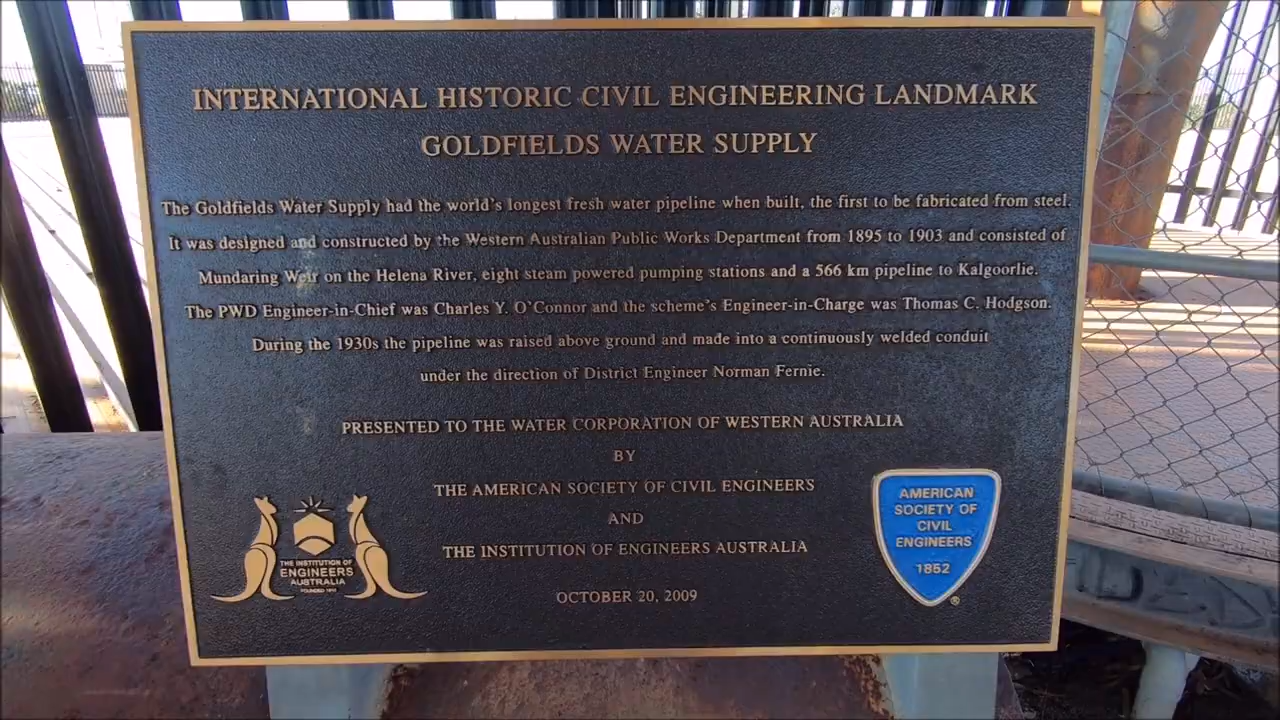 INTERNATIONAL HISTORIC CIVIL ENGINEERING LANDMARK
GOLDFIELDS WATER SUPPLY
The Goldfields Water Supply had the world's longest fresh water pipeline when built, the first to be fabricated from steel.
It was designed and constructed by the Western Australian Public Works Department from 1895 to 1903 and consisted of
Mundaring Weir on the Helena River, eight steam powered pumping stations and a 566 km pipeline to Kalgoorlie.
The PWD Engineer-in-Chief was Charles Y. O'Connor and the scheme's Engineer-in-Charge was Thomas C. Hodgson.
During the 1930s the pipeline was raised above ground and made into a continuously welded conduit
under the direction of District Engineer Norman Fernie.
PRESENTED TO THE WATER CORPORATION OF WESTERN AUSTRALIA
BY
THE AMERICAN SOCIETY OF CIVIL ENGINEERS
AND
THE INSTITUTION OF ENGINEERS AUSTRALIA
OCTOBER 20, 2009
THE INSTITUTION OF
ENGINEERS
AUSTRALIA
AMERICAN
SOCIETY OF
CIVIL
ENGINEERS
1852
®